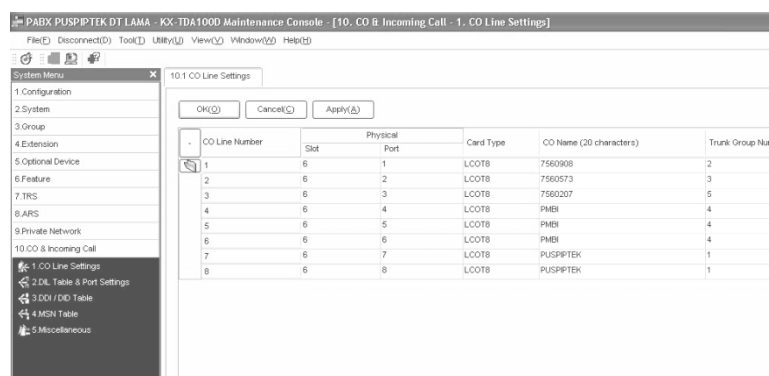 PABX PUSPIPTEK DT LAMA - KX-TDA100D Maintenance Console - [10. CO & Incoming Call - 1. CO Line Settings]
File(F) Disconnect(D) Tool(T) Utility(U) View(V) Window(W) Help(H)
System Menu
10.1 CO Line Settings
1.Configuration
2.System
3.Group
4.Extension
5.Optional Device
6.Feature
7.TRS
8.ARS
9.Private Network
10.CO & Incoming Call
1.CO Line Settings
2.DIL Table & Port Settings
3.DDI / DID Table
4.MSN Table
5.Miscellaneous
OK(O) Cancel(C) Apply(A)
CO Line Number Physical Card Type CO Name (20 characters) Trunk Group Nu
Slot Port
1 6 1 LCOT8 7560908 2
2 6 2 LCOT8 7560573 3
3 6 3 LCOT8 7560207 5
4 6 4 LCOT8 PMBI 4
5 6 5 LCOT8 PMBI 4
6 6 6 LCOT8 PMBI 4
7 6 7 LCOT8 PUSPIPTEK 1
8 6 8 LCOT8 PUSPIPTEK 1